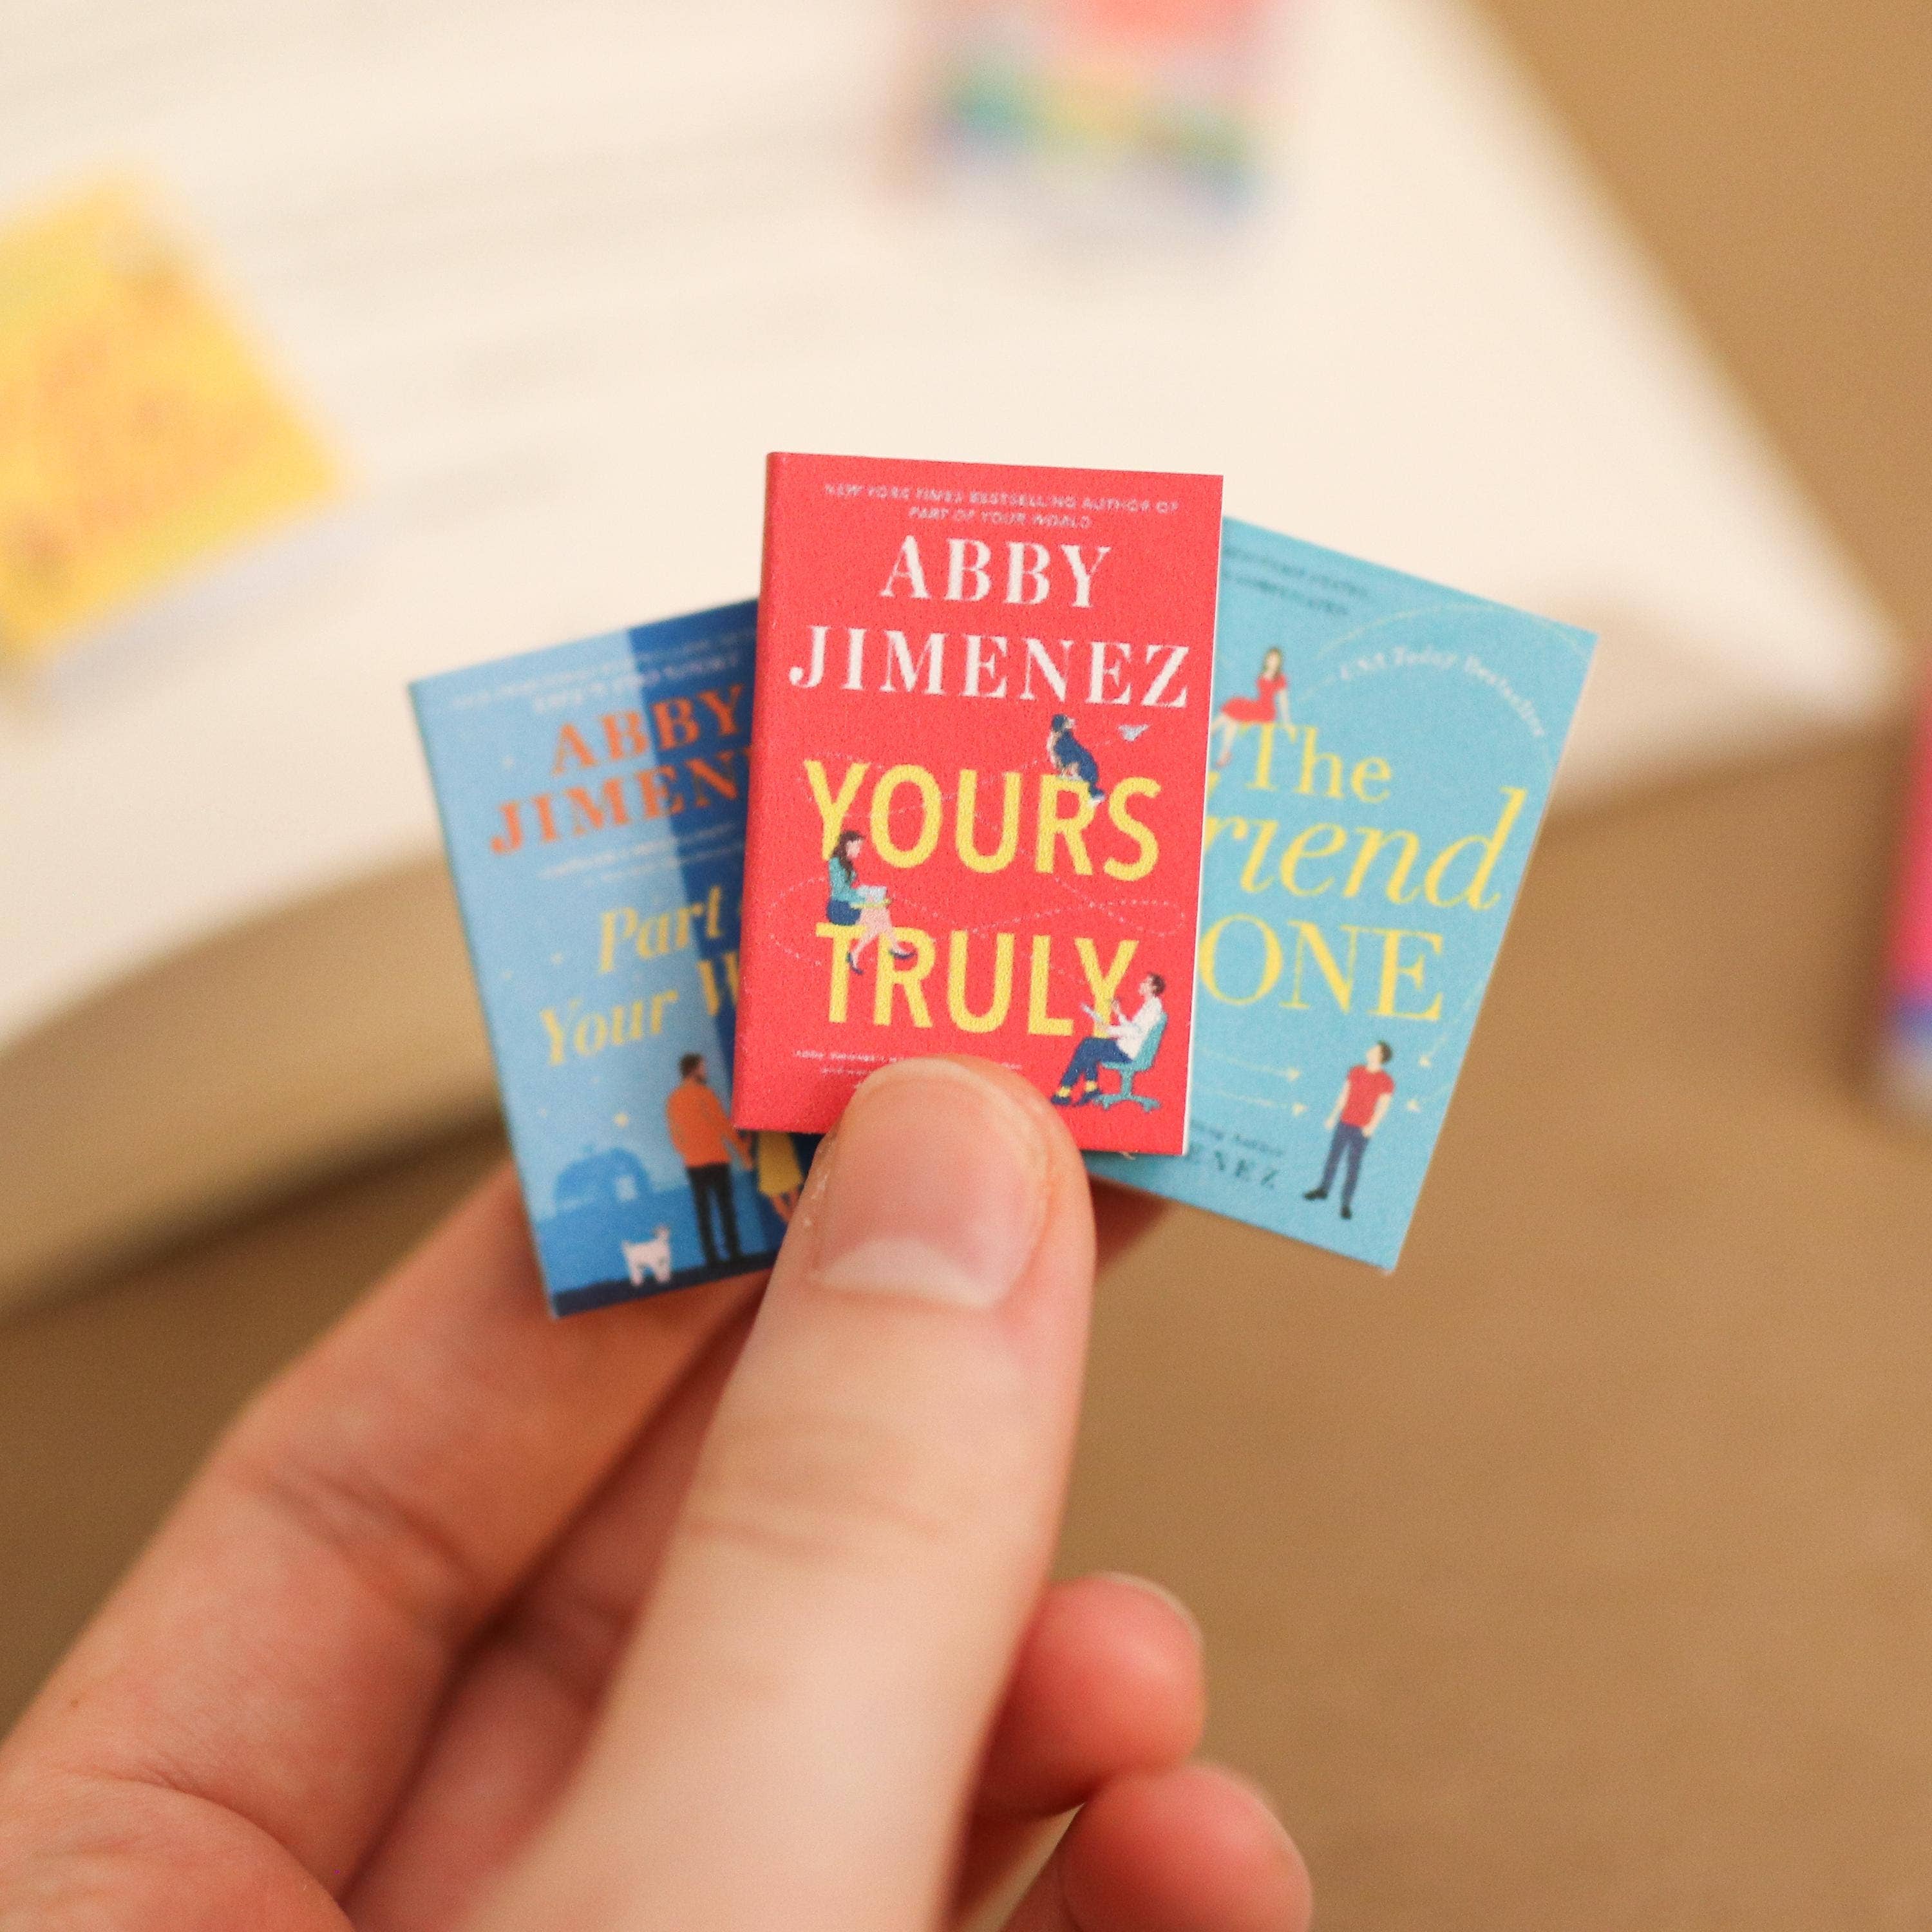 NEW YORK TIMES BESTSELLING AUTHOR OF
PART OF YOUR WORLD
ABBY
JIMENEZ
YOURS
TRULY
ABBY
JIMEN
Part
Your W
USA Today Bestseller
The
riend
ONE
ENEZ